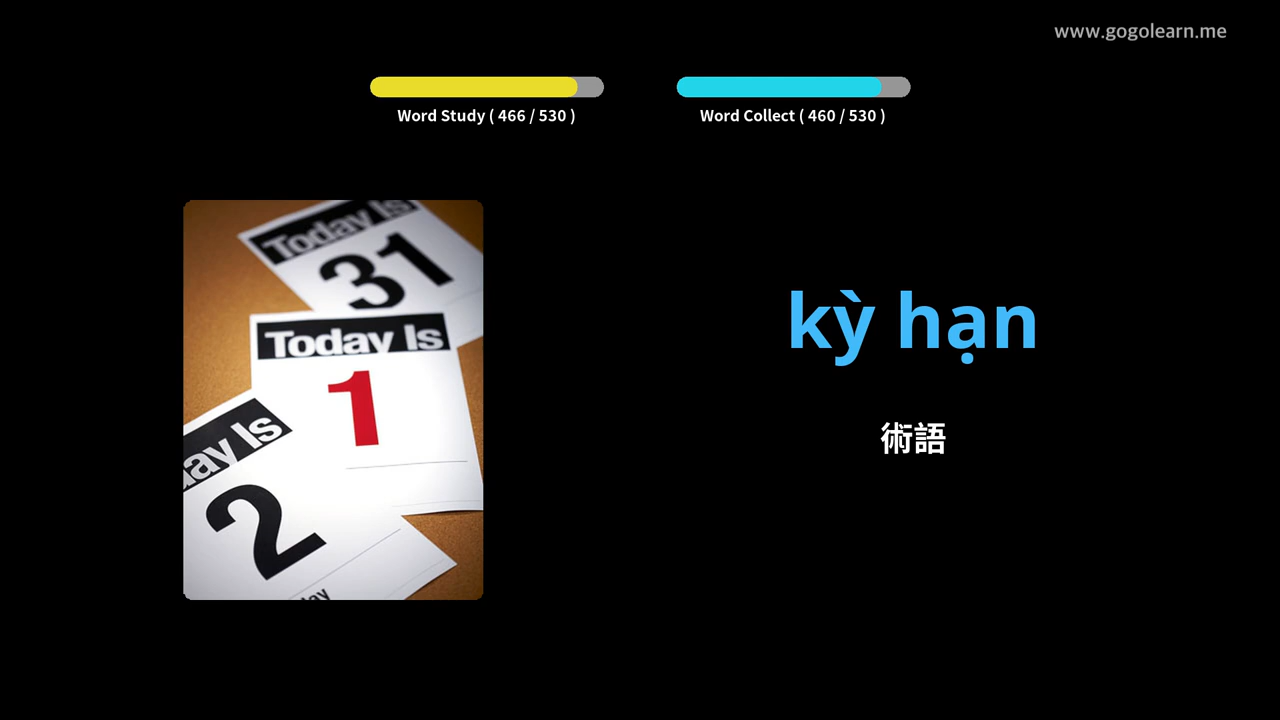 www.gogolearn.me
Word Study ( 466 / 530 )
Word Collect ( 460 / 530 )
Today Is
31
Today Is
1
ay Is
2
day
kỳ hạn
術語